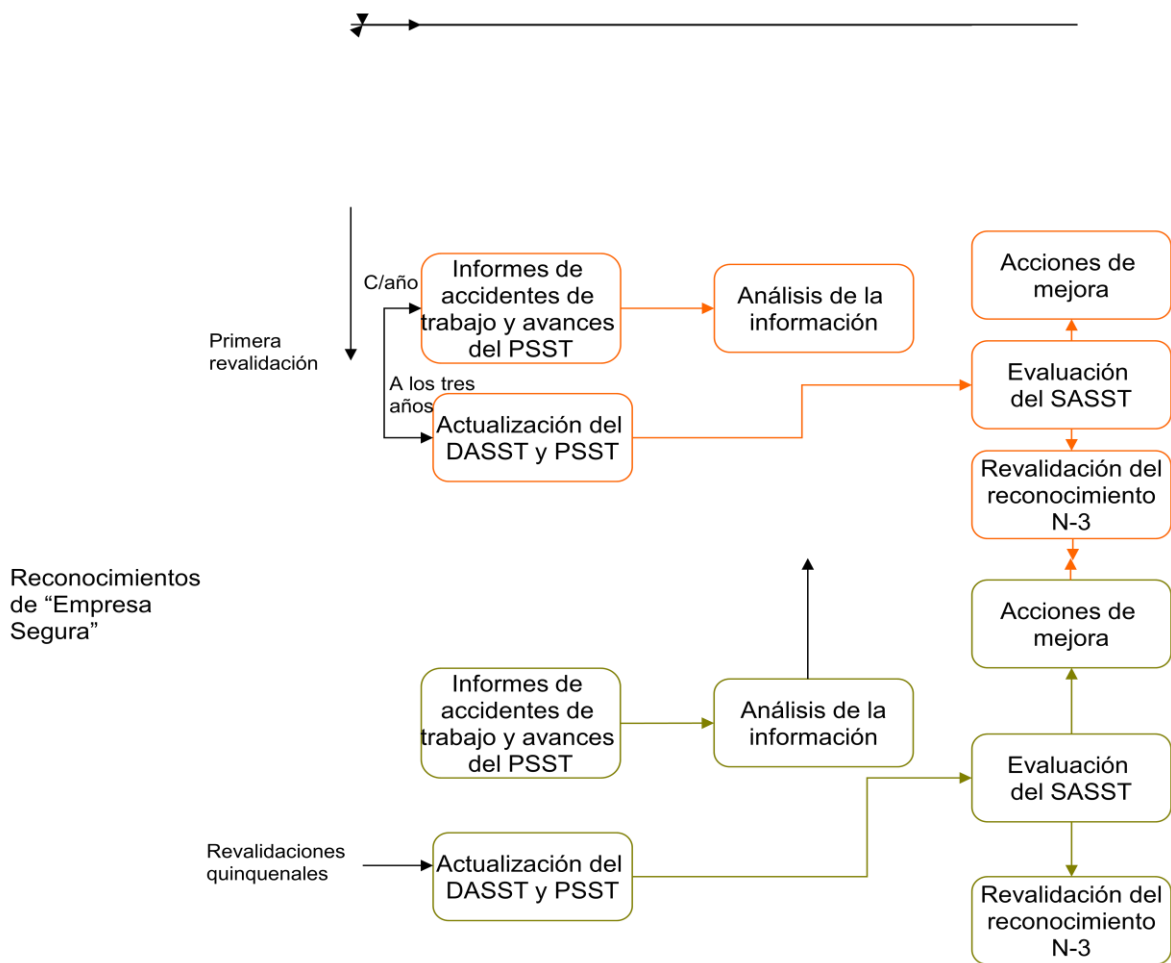 C/año
Informes de
accidentes de
trabajo y avances
del PSST
Análisis de la
información
Acciones de
mejora
Primera
revalidación
A los tres
años
Actualización del
DASST y PSST
Evaluación
del SASST
Revalidación del
reconocimiento
N-3
Reconocimientos
de “Empresa
Segura”
Acciones de
mejora
Informes de
accidentes de
trabajo y avances
del PSST
Análisis de la
información
Evaluación
del SASST
Revalidaciones
quinquenales
Actualización del
DASST y PSST
Revalidación del
reconocimiento
N-3